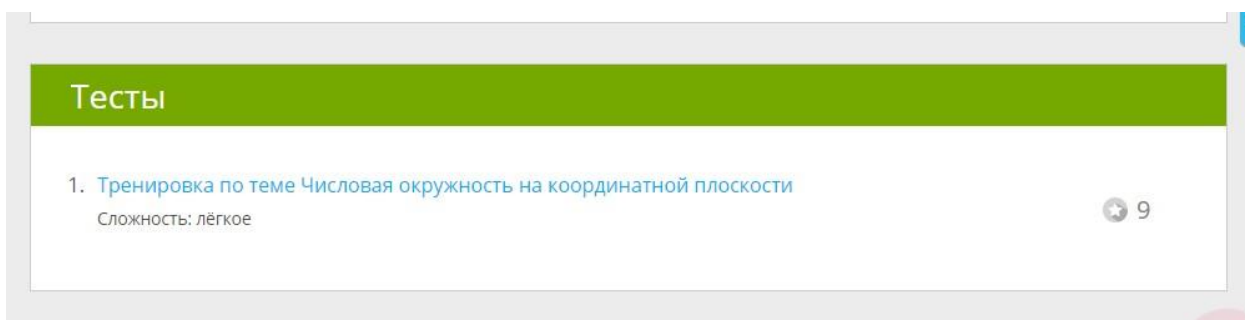 Тесты
1. Тренировка по теме Числовая окружность на координатной плоскости
Сложность: лёгкое
9